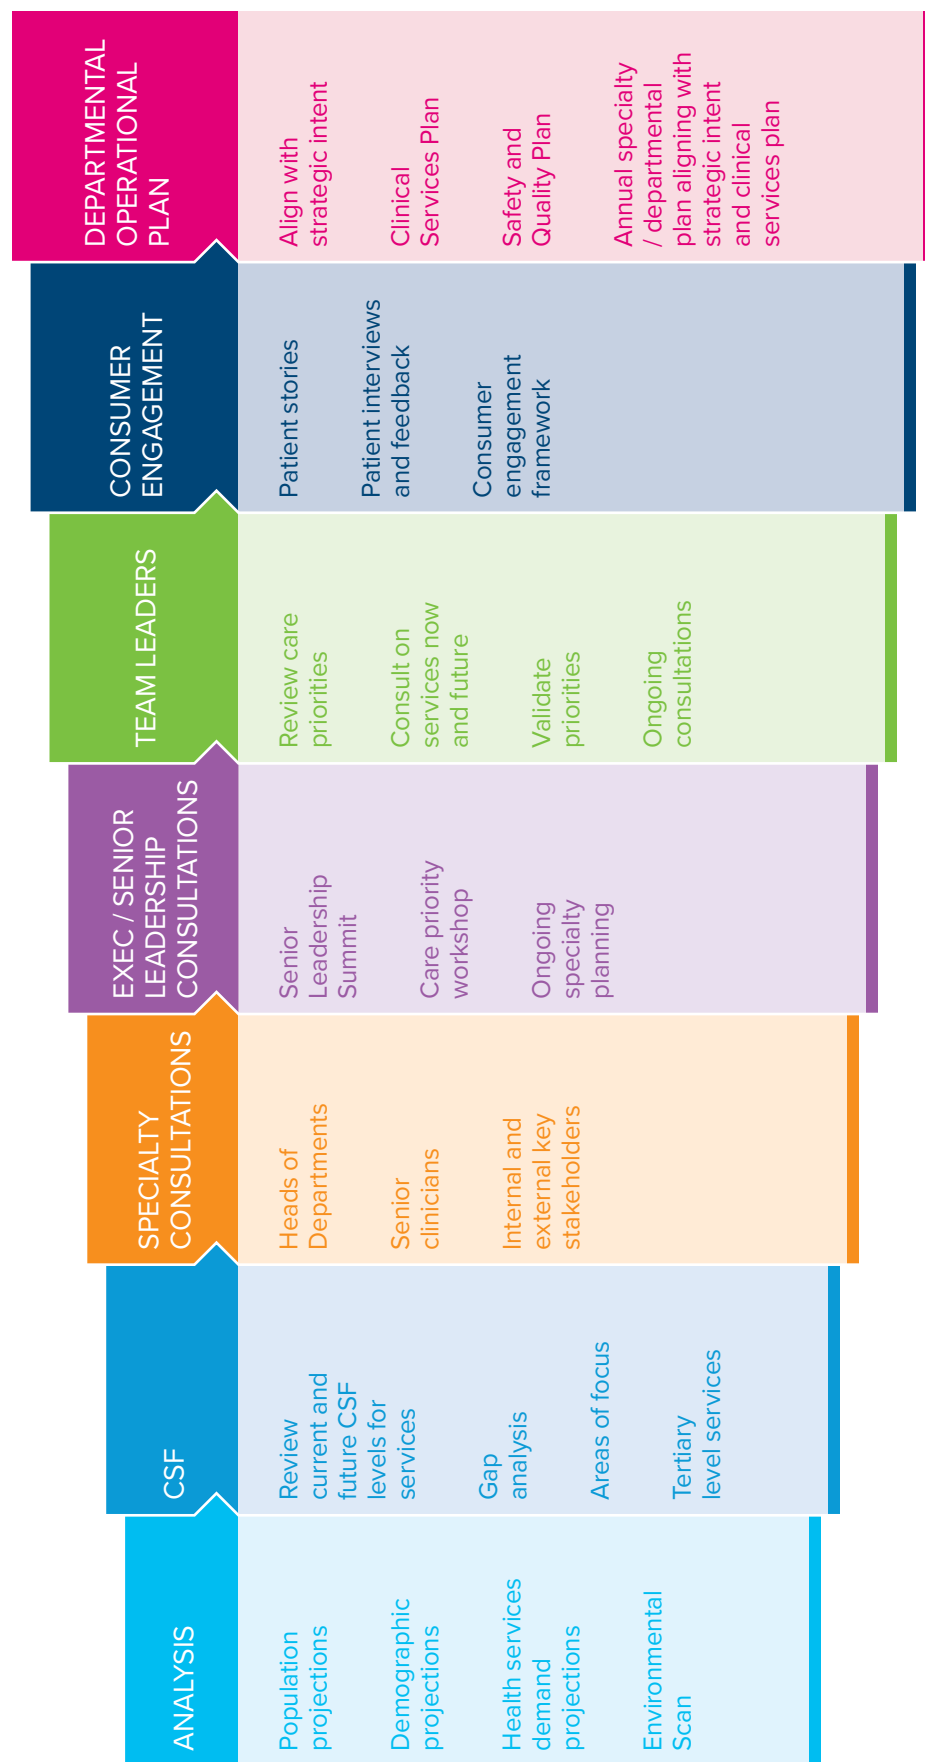 ANALYSIS
Population
projections
Demographic
projections
Health services
demand
projections
Environmental
Scan
CSF
Review
current and
future CSF
levels for
services
Gap
analysis
Areas of focus
Tertiary
level services
SPECIALTY
CONSULTATIONS
Heads of
Departments
Senior
clinicians
Internal and
external key
stakeholders
EXEC / SENIOR
LEADERSHIP
CONSULTATIONS
Senior
Leadership
Summit
Care priority
workshop
Ongoing
specialty
planning
TEAM LEADERS
Review care
priorities
Consult on
services now
and future
Validate
priorities
Ongoing
consultations
CONSUMER
ENGAGEMENT
Patient stories
Patient interviews
and feedback
Consumer
engagement
framework
DEPARTMENTAL
OPERATIONAL
PLAN
Align with
strategic intent
Clinical
Services Plan
Safety and
Quality Plan
Annual specialty
/ departmental
plan aligning with
strategic intent
and clinical
services plan